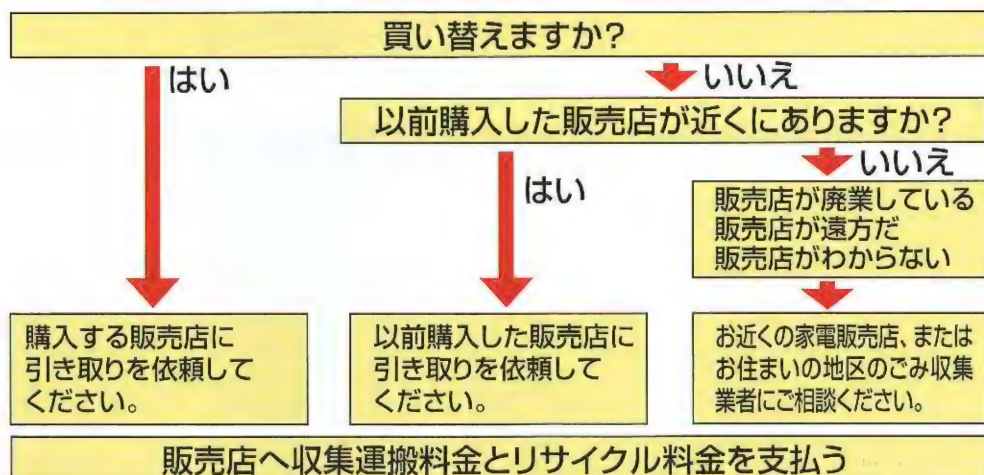 買い替えますか?
はい
いいえ
以前購入した販売店が近くにありますか?
はい
いいえ
販売店が廃業している
販売店が遠方だ
販売店がわからない
購入する販売店に
引き取りを依頼して
ください。
以前購入した販売店に
引き取りを依頼して
ください。
お近くの家電販売店、または
お住まいの地区のごみ収集
業者にご相談ください。
販売店へ収集運搬料金とリサイクル料金を支払う